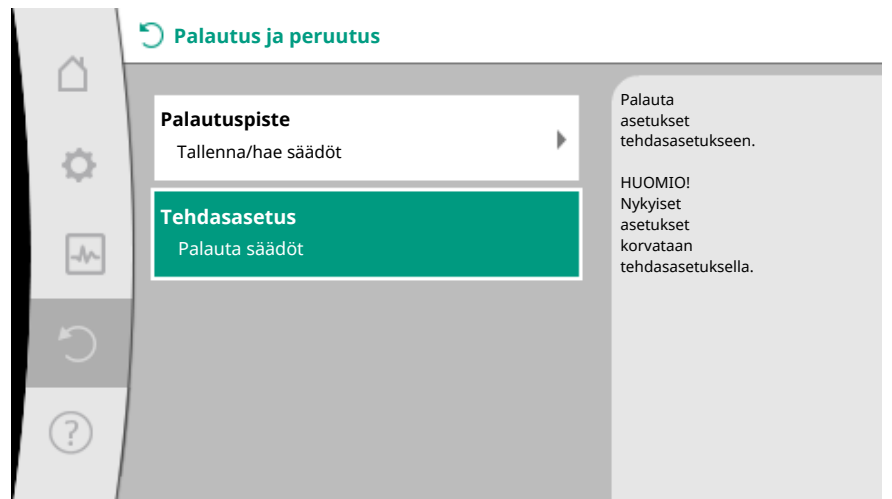 Palautus ja peruutus
Palautuspiste
Tallenna/hae säädöt
Tehdasasetus
Palauta säädöt
Palauta
asetukset
tehdasasetukseen.
HUOMIO!
Nykyiset
asetukset
korvataan
tehdasasetuksella.
?